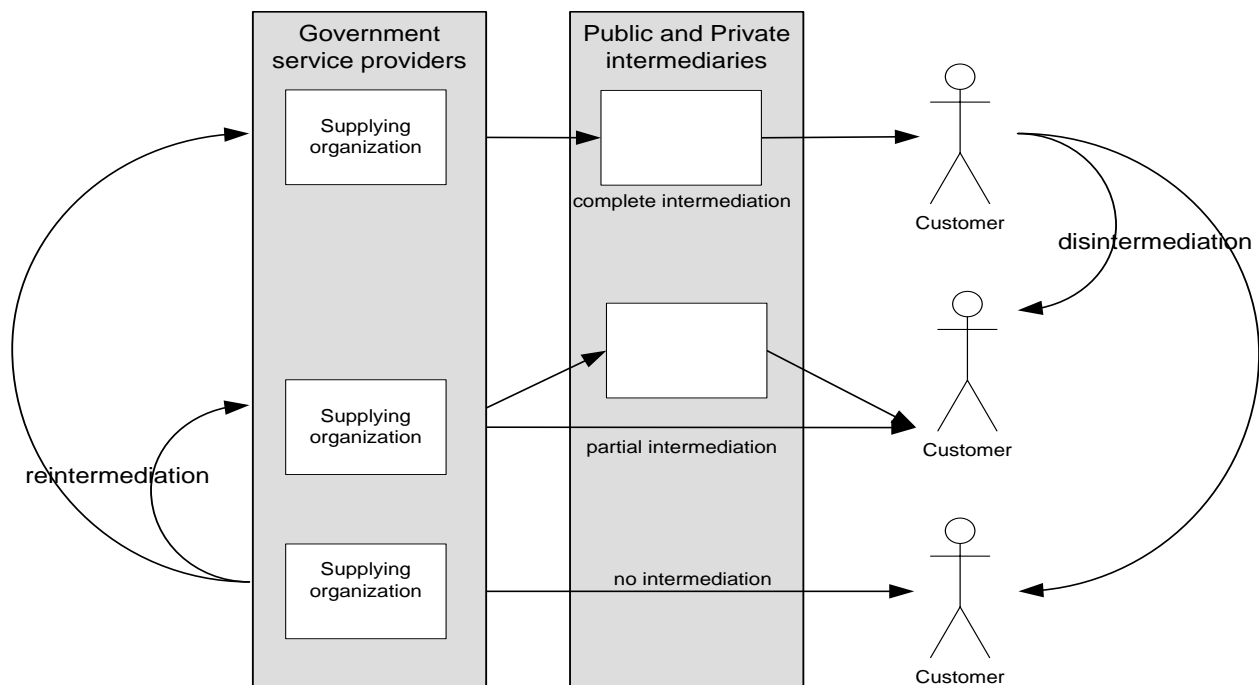 Government
service providers
Public and Private
intermediaries
Supplying
organization
complete intermediation
Customer
disintermediation
Supplying
organization
partial intermediation
Customer
reintermediation
Supplying
organization
no intermediation
Customer